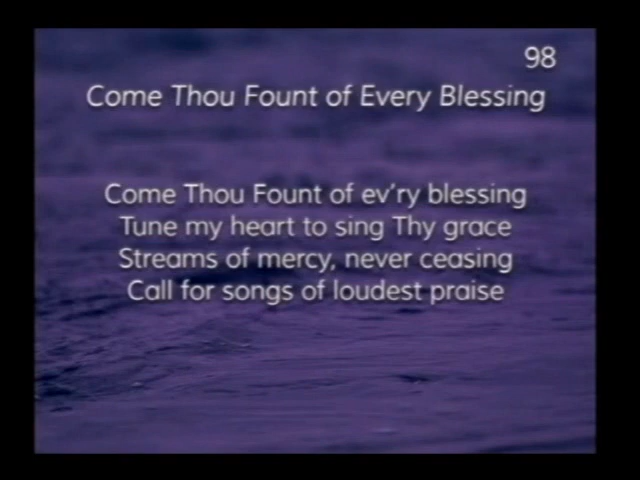 98
Come Thou Fount of Every Blessing
Come Thou Fount of ev'ry blessing
Tune my heart to sing Thy grace
Streams of mercy, never ceasing
Call for songs of loudest praise